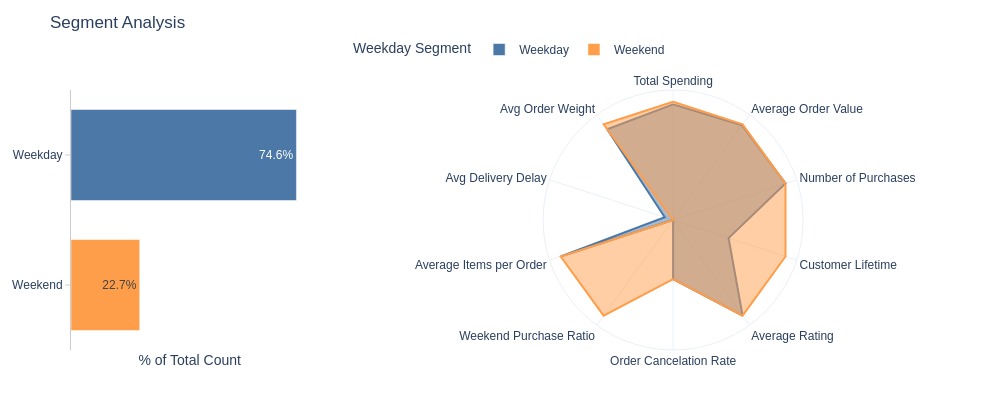 Segment Analysis
Weekday Segment
Weekday
Weekend
Weekday
74.6%
Weekend
22.7%
% of Total Count
Total Spending
Average Order Value
Number of Purchases
Customer Lifetime
Average Rating
Order Cancelation Rate
Weekend Purchase Ratio
Average Items per Order
Avg Delivery Delay
Avg Order Weight